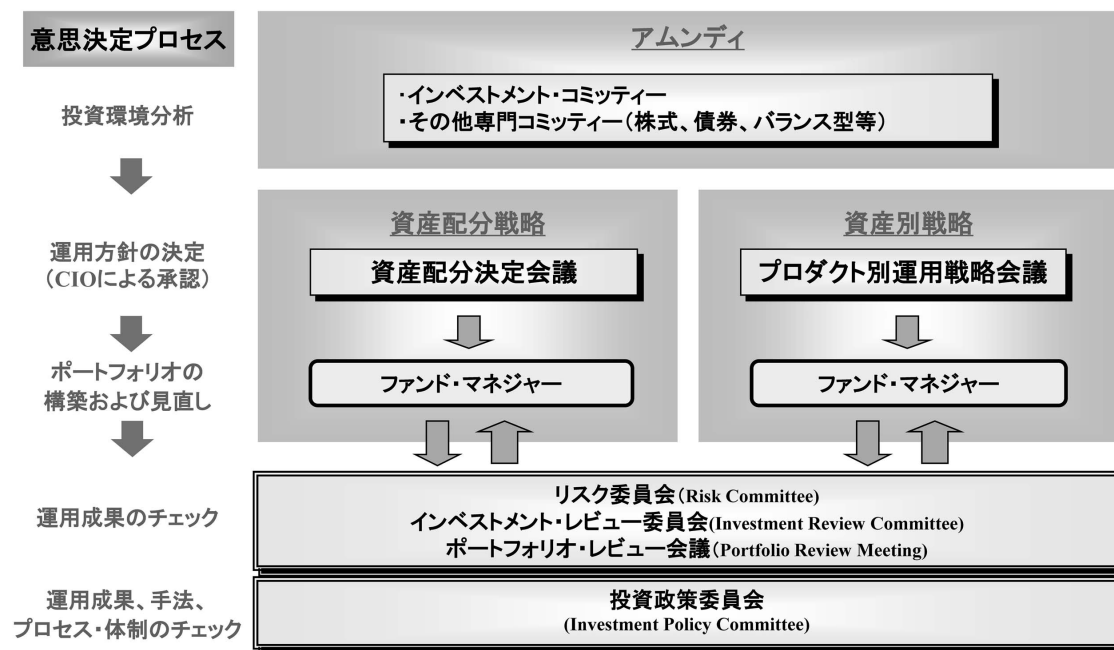 意思決定プロセス
アムンディ
投資環境分析
・インベストメント・コミッティー
・その他専門コミッティー(株式、債券、バランス型等)
運用方針の決定
(CIOによる承認)
資産配分戦略
資産配分決定会議
資産別戦略
プロダクト別運用戦略会議
ポートフォリオの
構築および見直し
ファンド・マネジャー
ファンド・マネジャー
運用成果のチェック
リスク委員会(Risk Committee)
インベストメント・レビュー委員会(Investment Review Committee)
ポートフォリオ・レビュー会議(Portfolio Review Meeting)
運用成果、手法、
プロセス・体制のチェック
投資政策委員会
(Investment Policy Committee)